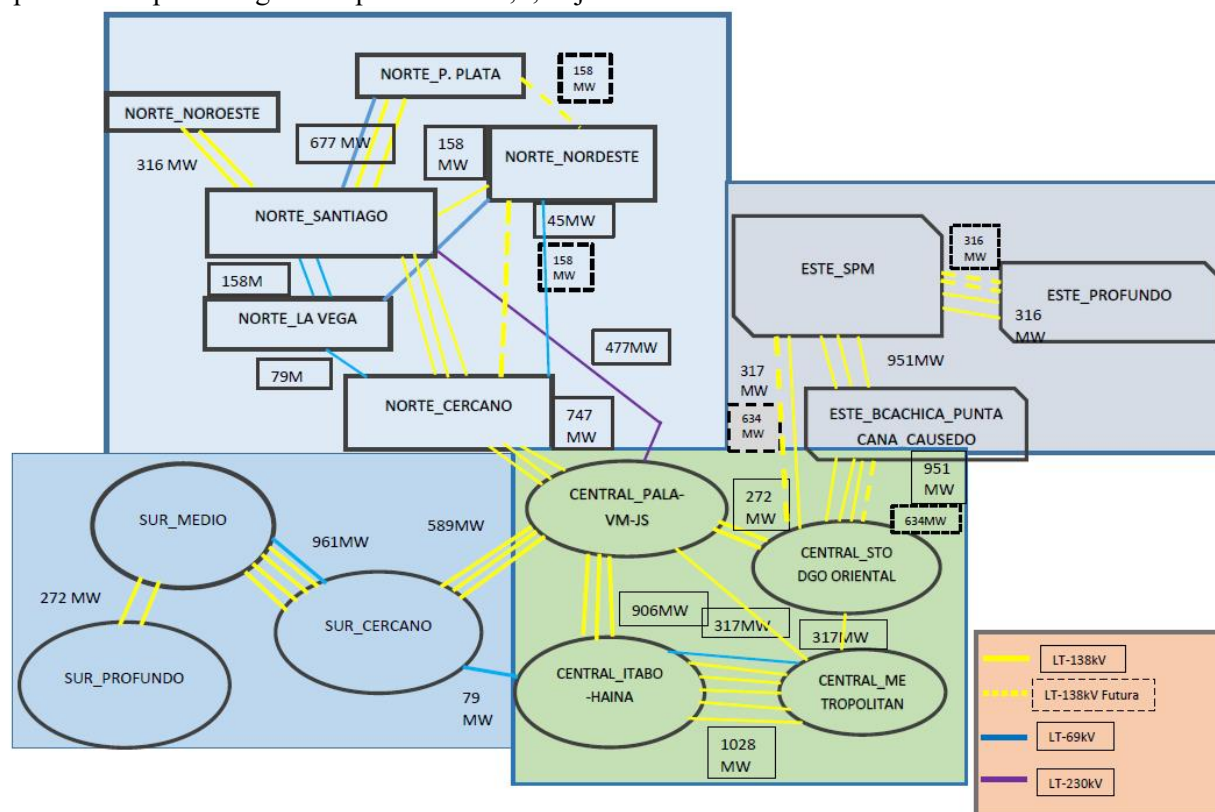 NORTE_P. PLATA
158
MW
NORTE_NOROESTE
677 MW
158
MW
NORTE_NORDESTE
316 MW
NORTE_SANTIAGO
45MW
158
MW
158M
NORTE_LA VEGA
477MW
79M
NORTE_CERCANO
747
MW
ESTE_SPM
316
MW
ESTE_PROFUNDO
316
MW
951MW
317
MW
634
MW
ESTE_BCACHICA_PUNTA
CANA_CAUSEDO
951
MW
634MW
SUR_MEDIO
961MW
589MW
272 MW
SUR_CERCANO
SUR_PROFUNDO
79
MW
CENTRAL_PALA-
VM-JS
272
MW
CENTRAL_STO
DGO ORIENTAL
906MW
317MW
317MW
CENTRAL_ITABO
-HAINA
CENTRAL_ME
TROPOLITAN
1028
MW
LT-138kV
LT-138kV Futura
LT-69kV
LT-230kV